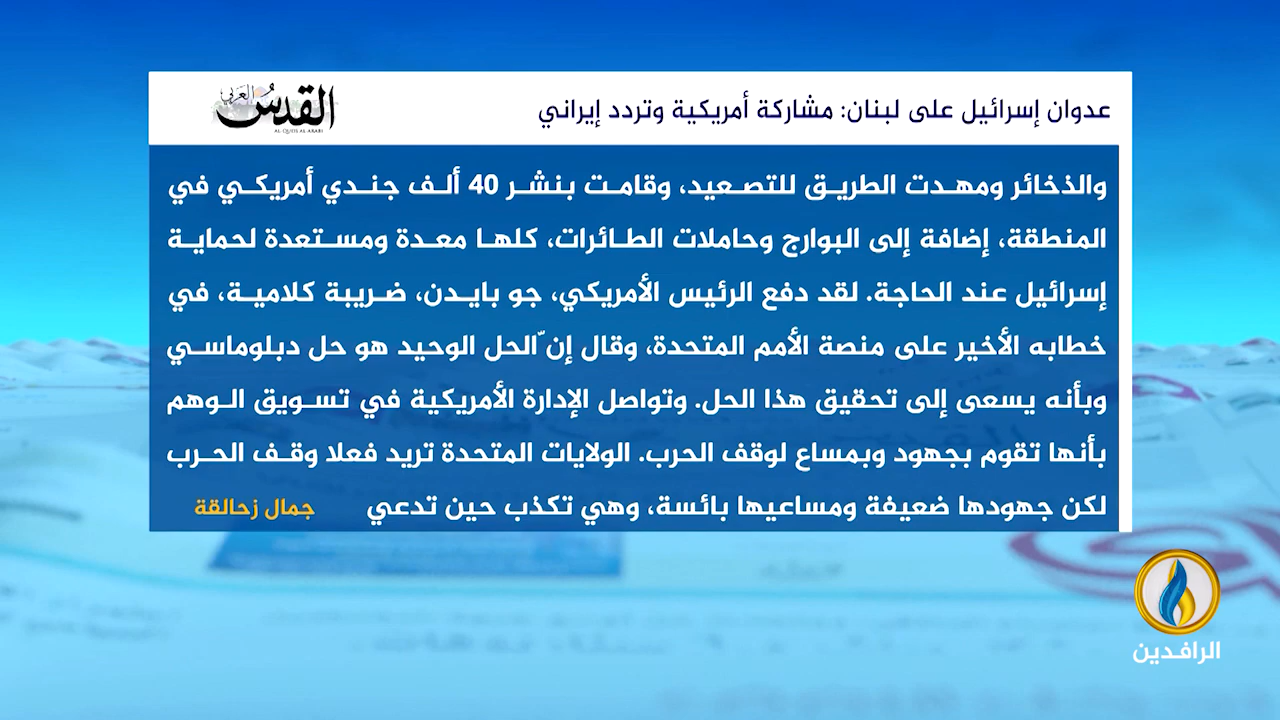 عدوان إسرائيل على لبنان: مشاركة أمريكية وتردد إيراني
القدس العربي
AL-QUDS AL-ARABI
والذخائر ومهدت الطريق للتصعيد، وقامت بنشر 40 ألف جندي أمريكي في
المنطقة، إضافة إلى البوارج وحاملات الطائرات، كلها معدة ومستعدة لحماية
إسرائيل عند الحاجة. لقد دفع الرئيس الأمريكي، جو بايدن، ضريبة كلامية، في
خطابه الأخير على منصة الأمم المتحدة، وقال إنّ الحل الوحيد هو حل دبلوماسي
وبأنه يسعى إلى تحقيق هذا الحل. وتواصل الإدارة الأمريكية في تسويق الوهم
بأنها تقوم بجهود وبمساع لوقف الحرب. الولايات المتحدة تريد فعلا وقف الحرب
لكن جهودها ضعيفة ومساعيها بائسة، وهي تكذب حين تدعي
جمال زحالقة
الرافدين